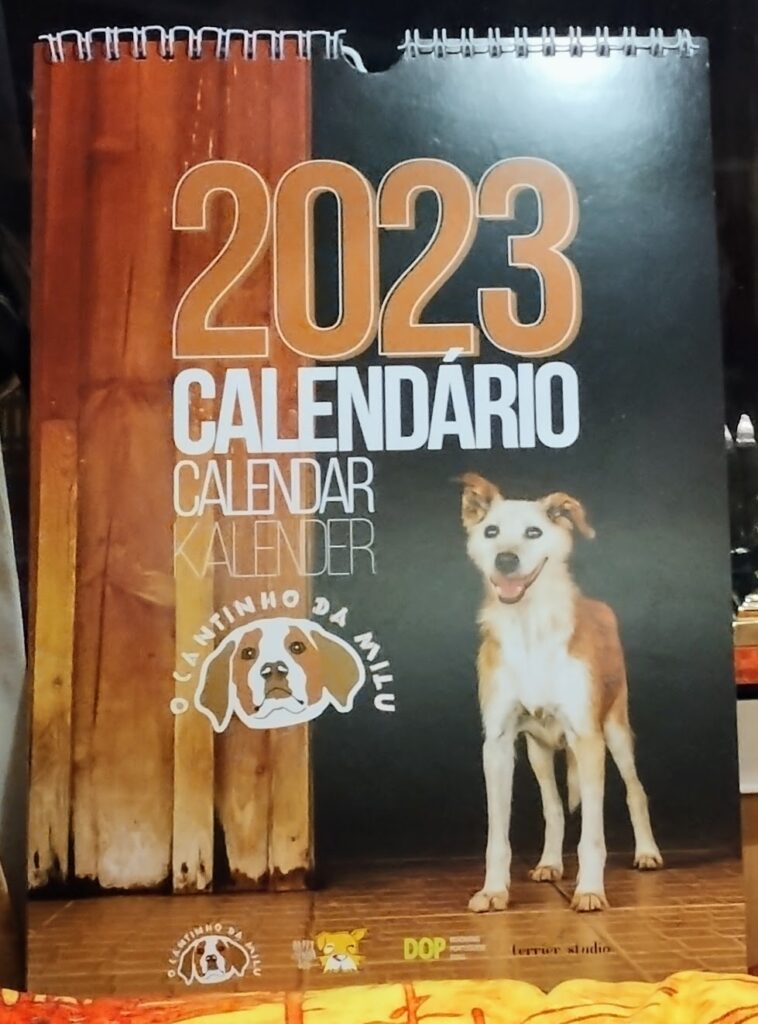 2023
CALENDÁRIO
CALENDAR
KALENDER
O CANTINHO DA MILU
O CANTINHO DA MILU
DOP
terrier studio